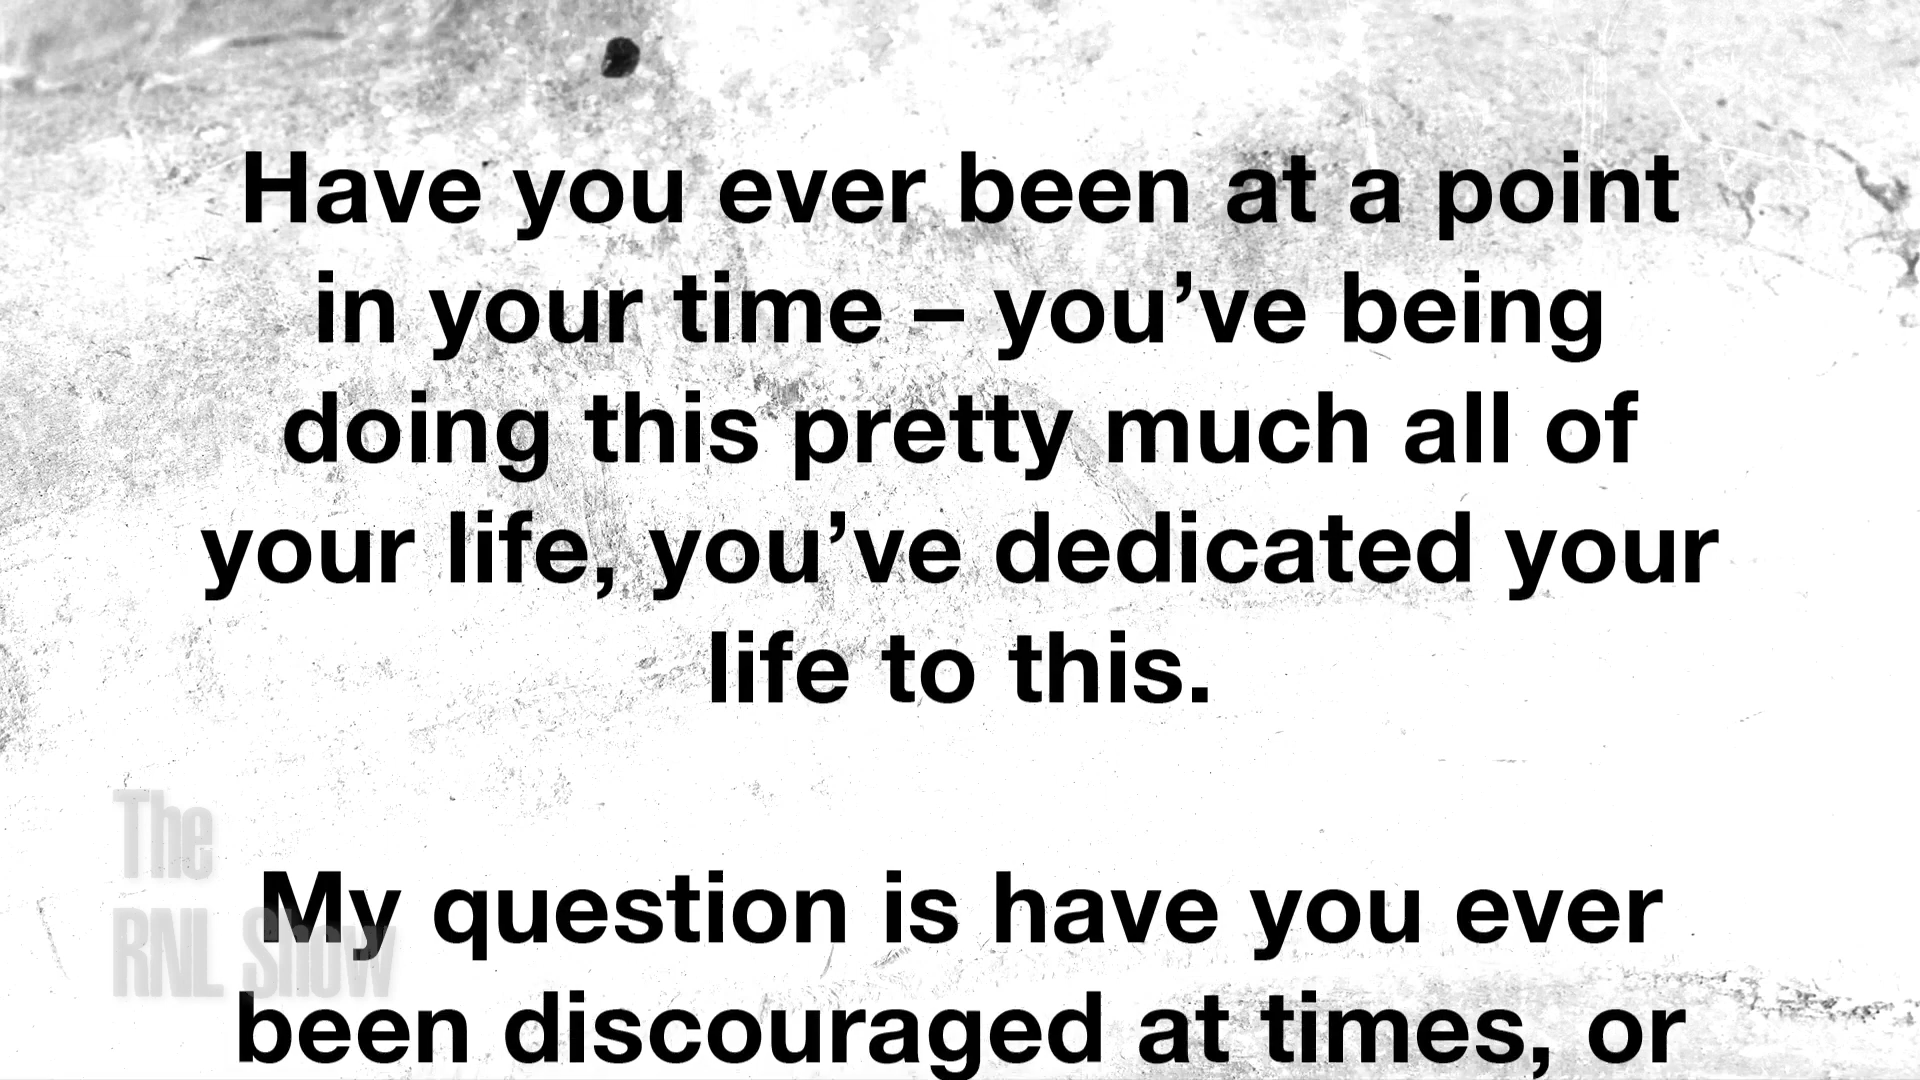 Have you ever been at a point
in your time – you’ve being
doing this pretty much all of
your life, you’ve dedicated your
life to this.
The
RNL Show
My question is have you ever
been discouraged at times, or